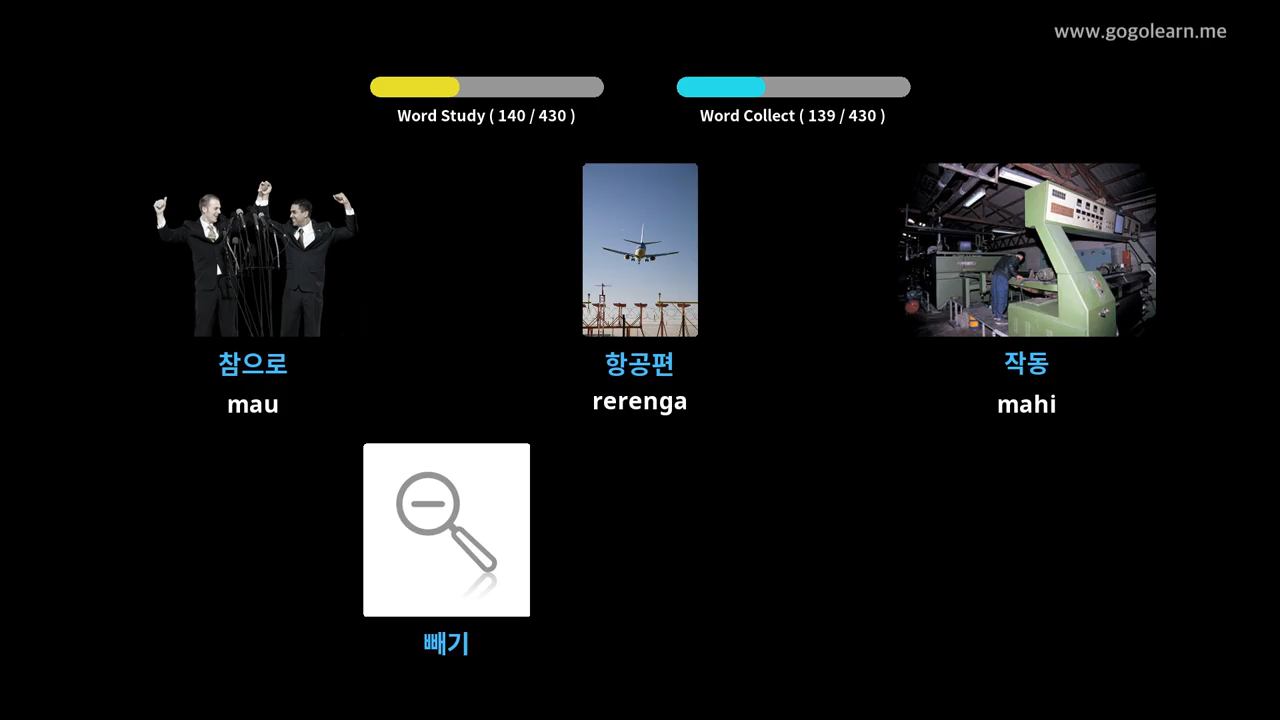 www.gogolearn.me
Word Study ( 140 / 430 )
Word Collect ( 139 / 430 )
참으로
mau
항공편
rerenga
작동
mahi
빼기